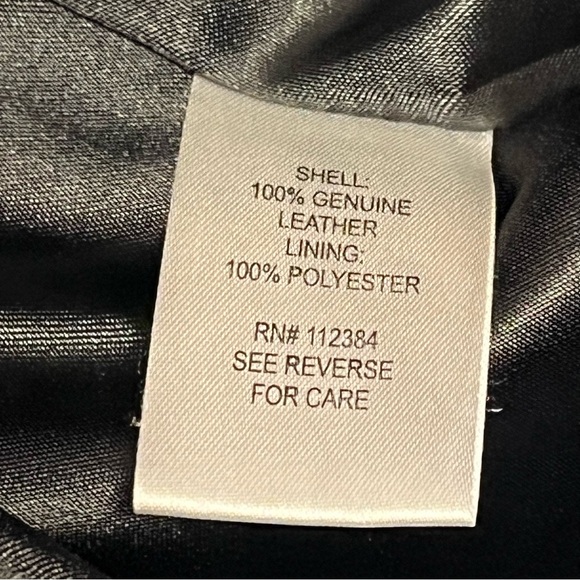 SHELL:
100% GENUINE
LEATHER
LINING:
100% POLYESTER
RN# 112384
SEE REVERSE
FOR CARE